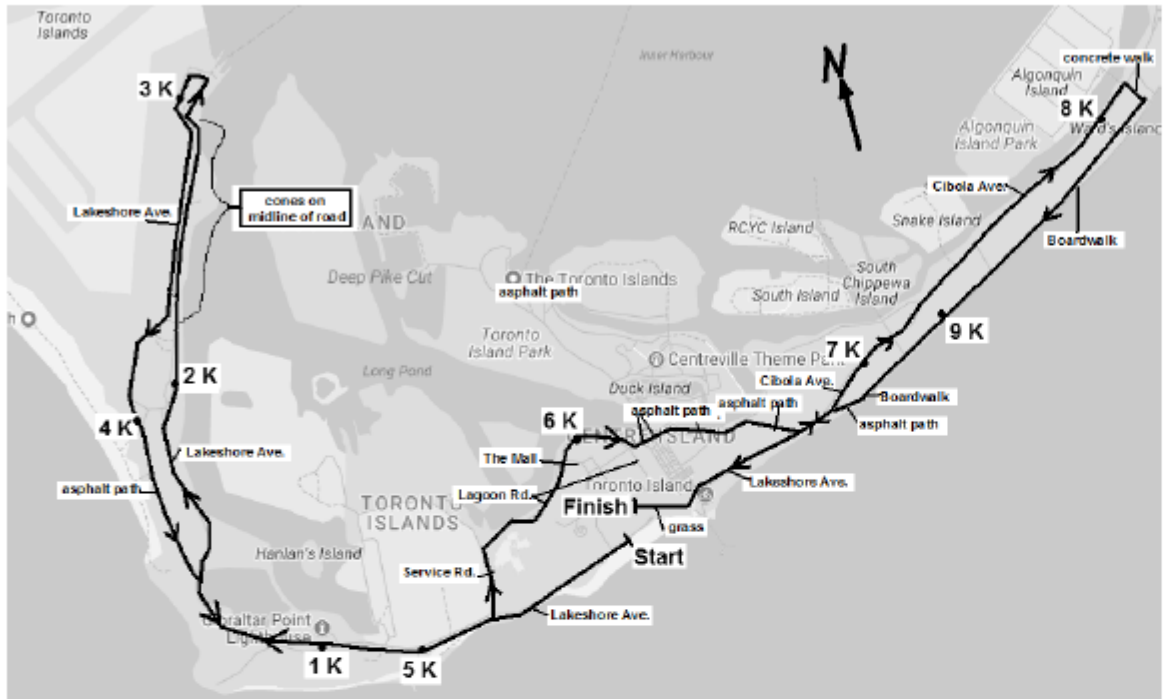 Toronto
Islands
Inner Harbour
N
concrete walk
3 K
Algonquin
Island
8 K
Ward's Island
Algonquin
Island Park
cones on
midline of road
Lakeshore Ave.
Cibola Ave.
LAND
RCYC Island
Snake Island
Boardwalk
Deep Pike Cut
The Toronto Islands
asphalt path
South Island
South
Chippewa
Island
Toronto
Island Park
9 K
7 K
Centreville Theme Park
2 K
Long Pond
Duck Island
Cibola Ave.
Boardwalk
asphalt path
asphalt path
asphalt path
4 K
6 K
CENTRE ISLAND
Lakeshore Ave.
The Mall
asphalt path
Toronto Island
Lakeshore Ave.
Lagoon Rd.
TORONTO
ISLANDS
Finish
grass
Hanlan's Island
Start
Service Rd.
Gibraltar Point
Lighthouse
Lakeshore Ave.
1 K
5 K